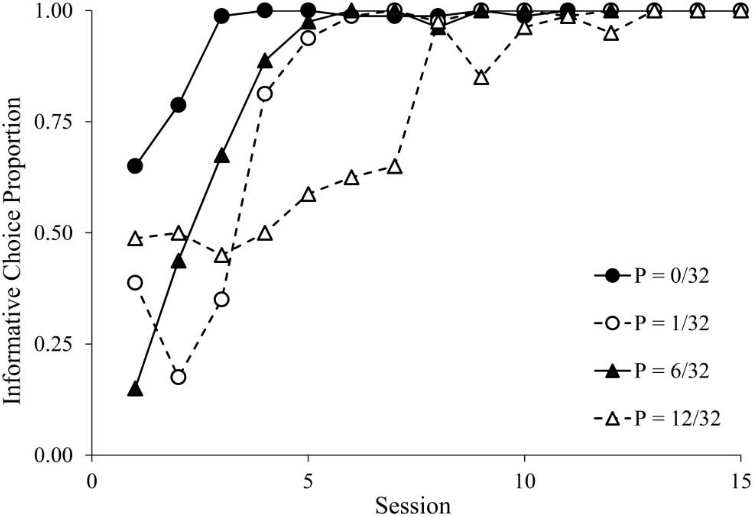 1.00
0.75
0.50
0.25
0.00
Informative Choice Proportion
P = 0/32
P = 1/32
P = 6/32
P = 12/32
0 5 10 15
Session